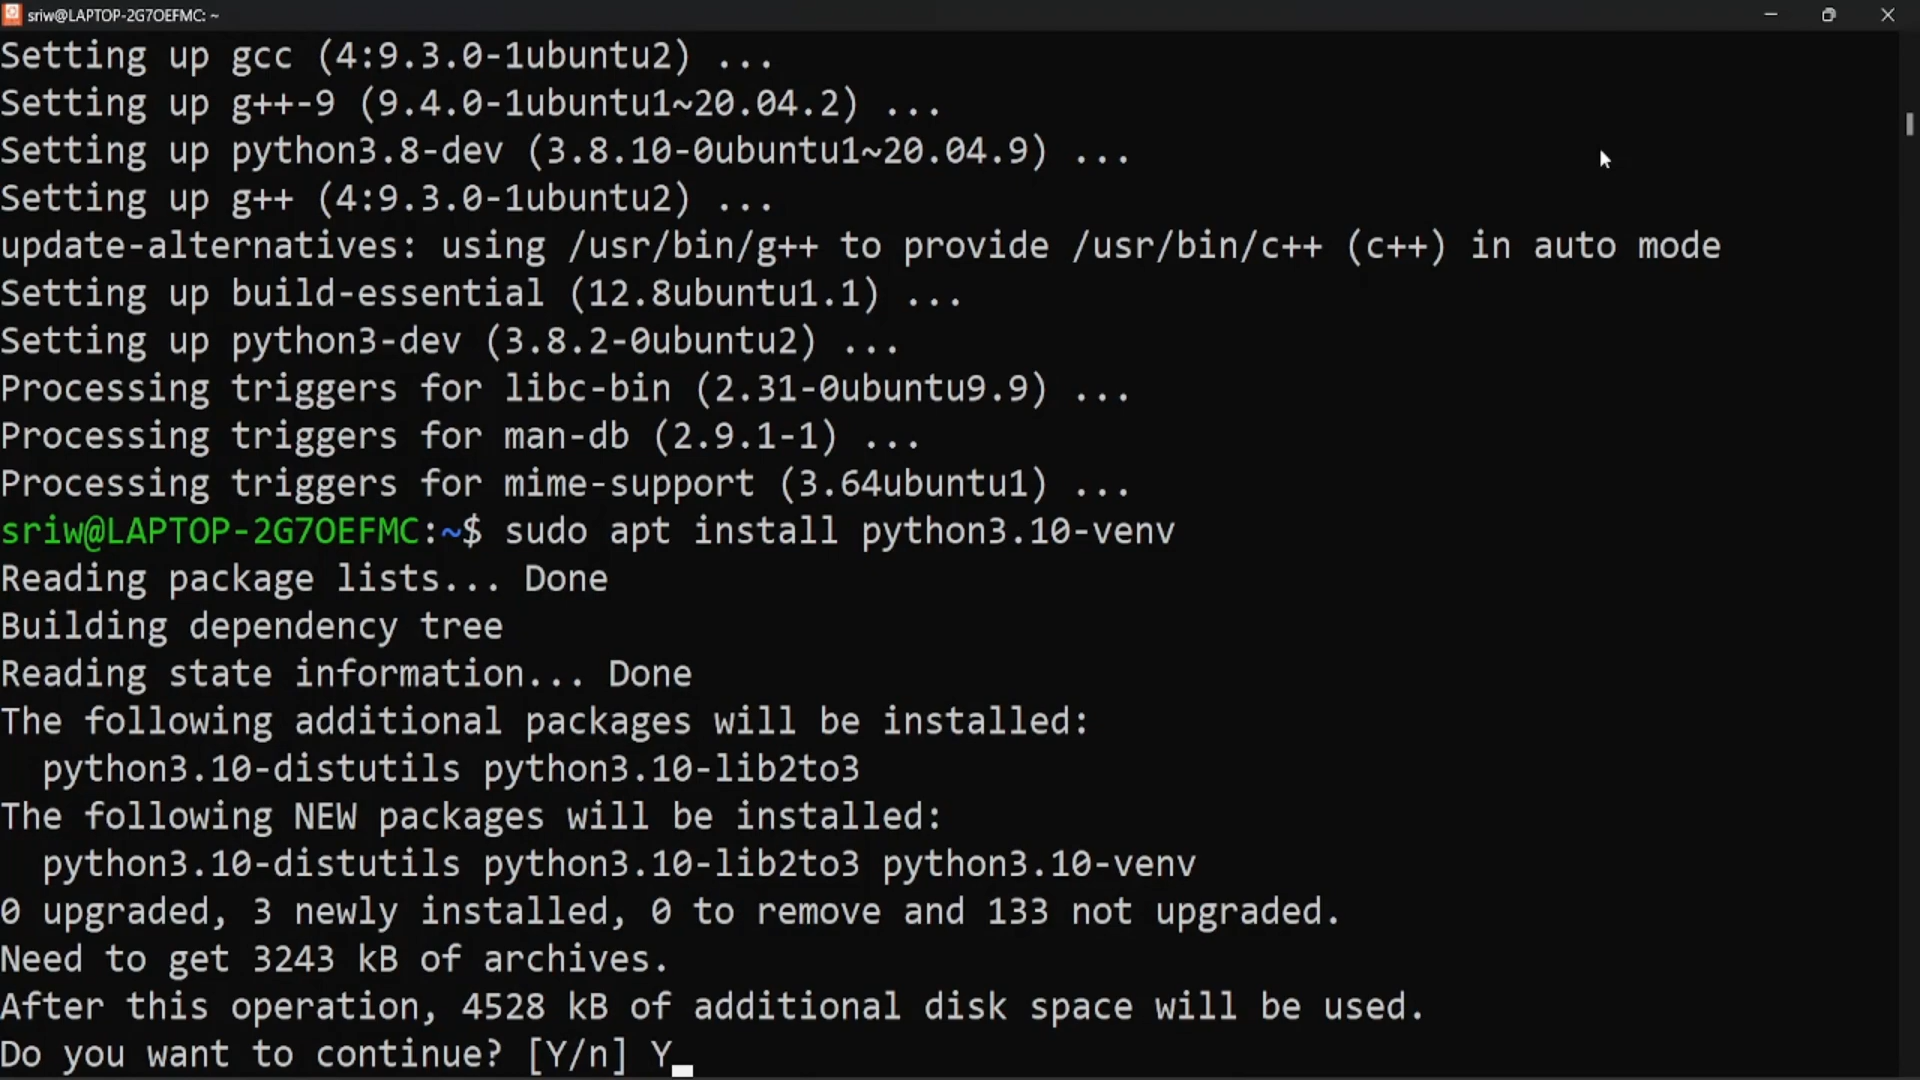 sriw@LAPTOP-2G7OEFMC: ~
Setting up gcc (4:9.3.0-1ubuntu2) ...
Setting up g++-9 (9.4.0-1ubuntu1~20.04.2) ...
Setting up python3.8-dev (3.8.10-0ubuntu1~20.04.9) ...
Setting up g++ (4:9.3.0-1ubuntu2) ...
update-alternatives: using /usr/bin/g++ to provide /usr/bin/c++ (c++) in auto mode
Setting up build-essential (12.8ubuntu1.1) ...
Setting up python3-dev (3.8.2-0ubuntu2) ...
Processing triggers for libc-bin (2.31-0ubuntu9.9) ...
Processing triggers for man-db (2.9.1-1) ...
Processing triggers for mime-support (3.64ubuntu1) ...
sriw@LAPTOP-2G7OEFMC:~$ sudo apt install python3.10-venv
Reading package lists... Done
Building dependency tree
Reading state information... Done
The following additional packages will be installed:
  python3.10-distutils python3.10-lib2to3
The following NEW packages will be installed:
  python3.10-distutils python3.10-lib2to3 python3.10-venv
0 upgraded, 3 newly installed, 0 to remove and 133 not upgraded.
Need to get 3243 kB of archives.
After this operation, 4528 kB of additional disk space will be used.
Do you want to continue? [Y/n] Y